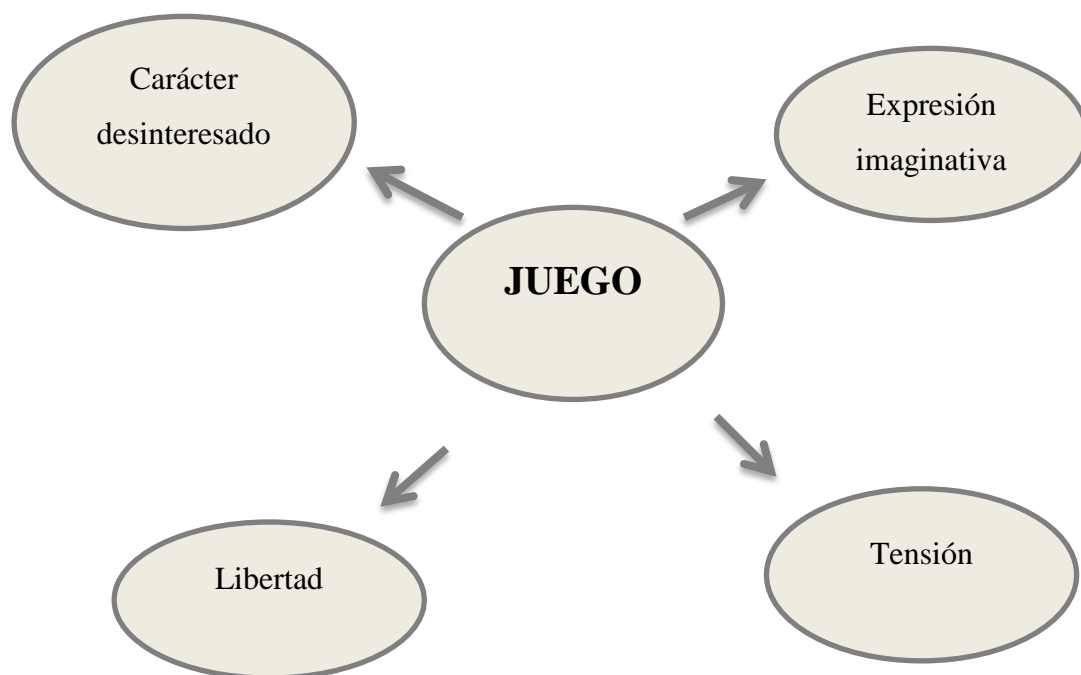 Carácter
desinteresado
Expresión
imaginativa
JUEGO
Libertad
Tensión